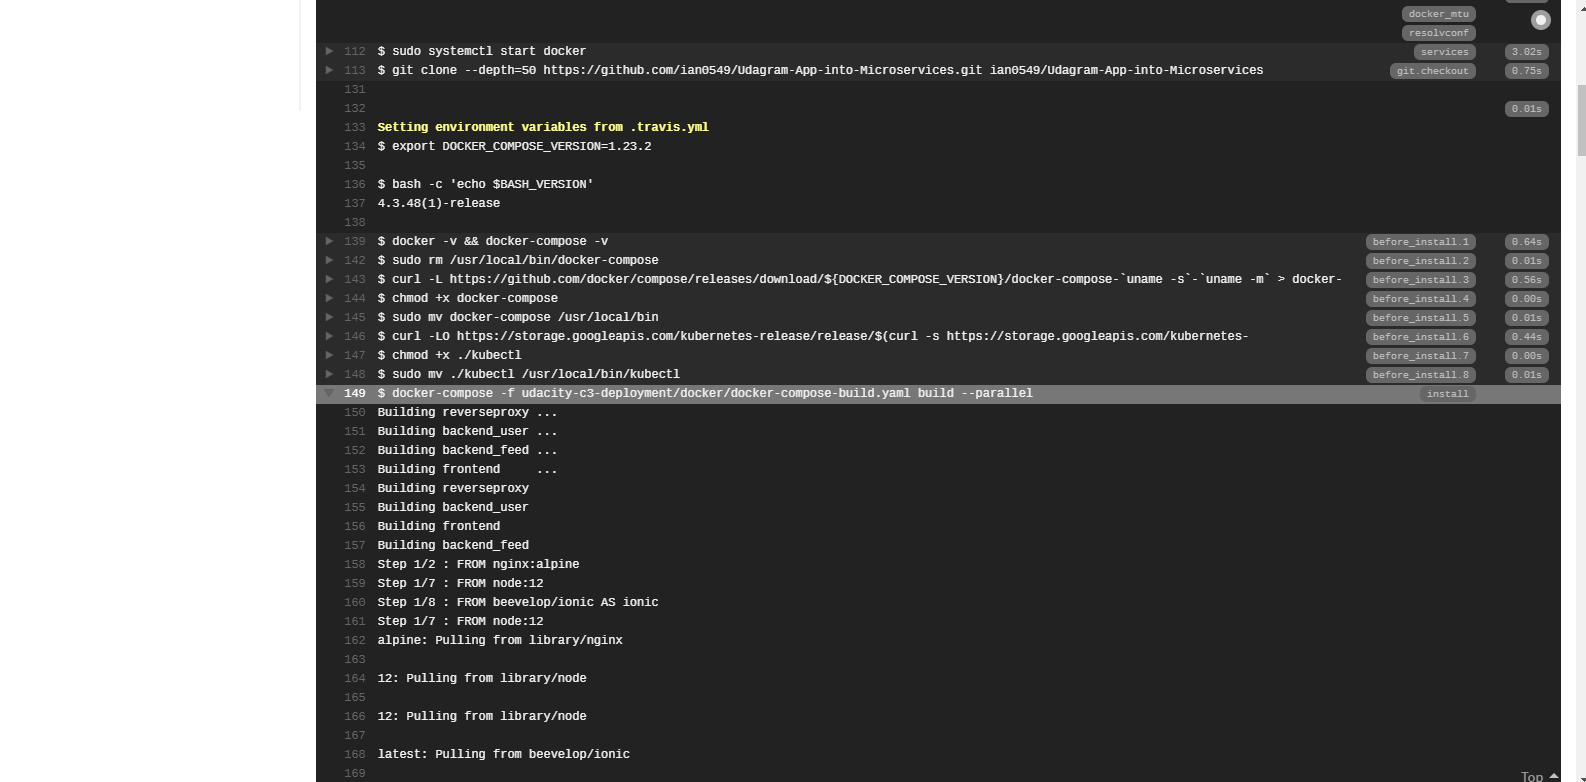 docker_mtu
resolvconf
112 $ sudo systemctl start docker services 3.02s
113 $ git clone --depth=50 https://github.com/ian0549/Udagram-App-into-Microservices.git ian0549/Udagram-App-into-Microservices git.checkout 0.75s
131
132 0.01s
133 Setting environment variables from .travis.yml
134 $ export DOCKER_COMPOSE_VERSION=1.23.2
135
136 $ bash -c 'echo $BASH_VERSION'
137 4.3.48(1)-release
138
139 $ docker -v && docker-compose -v before_install.1 0.64s
142 $ sudo rm /usr/local/bin/docker-compose before_install.2 0.01s
143 $ curl -L https://github.com/docker/compose/releases/download/${DOCKER_COMPOSE_VERSION}/docker-compose-`uname -s`-`uname -m` > docker- before_install.3 0.56s
144 $ chmod +x docker-compose before_install.4 0.00s
145 $ sudo mv docker-compose /usr/local/bin before_install.5 0.01s
146 $ curl -LO https://storage.googleapis.com/kubernetes-release/release/$(curl -s https://storage.googleapis.com/kubernetes- before_install.6 0.44s
147 $ chmod +x ./kubectl before_install.7 0.00s
148 $ sudo mv ./kubectl /usr/local/bin/kubectl before_install.8 0.01s
149 $ docker-compose -f udacity-c3-deployment/docker/docker-compose-build.yaml build --parallel install
150 Building reverseproxy ...
151 Building backend_user ...
152 Building backend_feed ...
153 Building frontend     ...
154 Building reverseproxy
155 Building backend_user
156 Building frontend
157 Building backend_feed
158 Step 1/2 : FROM nginx:alpine
159 Step 1/7 : FROM node:12
160 Step 1/8 : FROM beevelop/ionic AS ionic
161 Step 1/7 : FROM node:12
162 alpine: Pulling from library/nginx
163
164 12: Pulling from library/node
165
166 12: Pulling from library/node
167
168 latest: Pulling from beevelop/ionic
169
Top